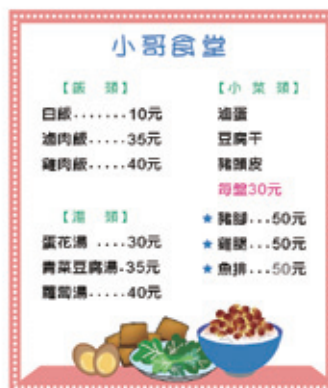 小哥食堂
【飯 類】
白飯.......10元
滷肉飯.....35元
雞肉飯.....40元
【湯 類】
蛋花湯 ....30元
青菜豆腐湯.35元
蘿蔔湯.....40元
【小 菜 類】
滷蛋
豆腐干
豬頭皮
每盤30元
★ 豬腳...50元
★ 雞腿...50元
★ 魚排...50元